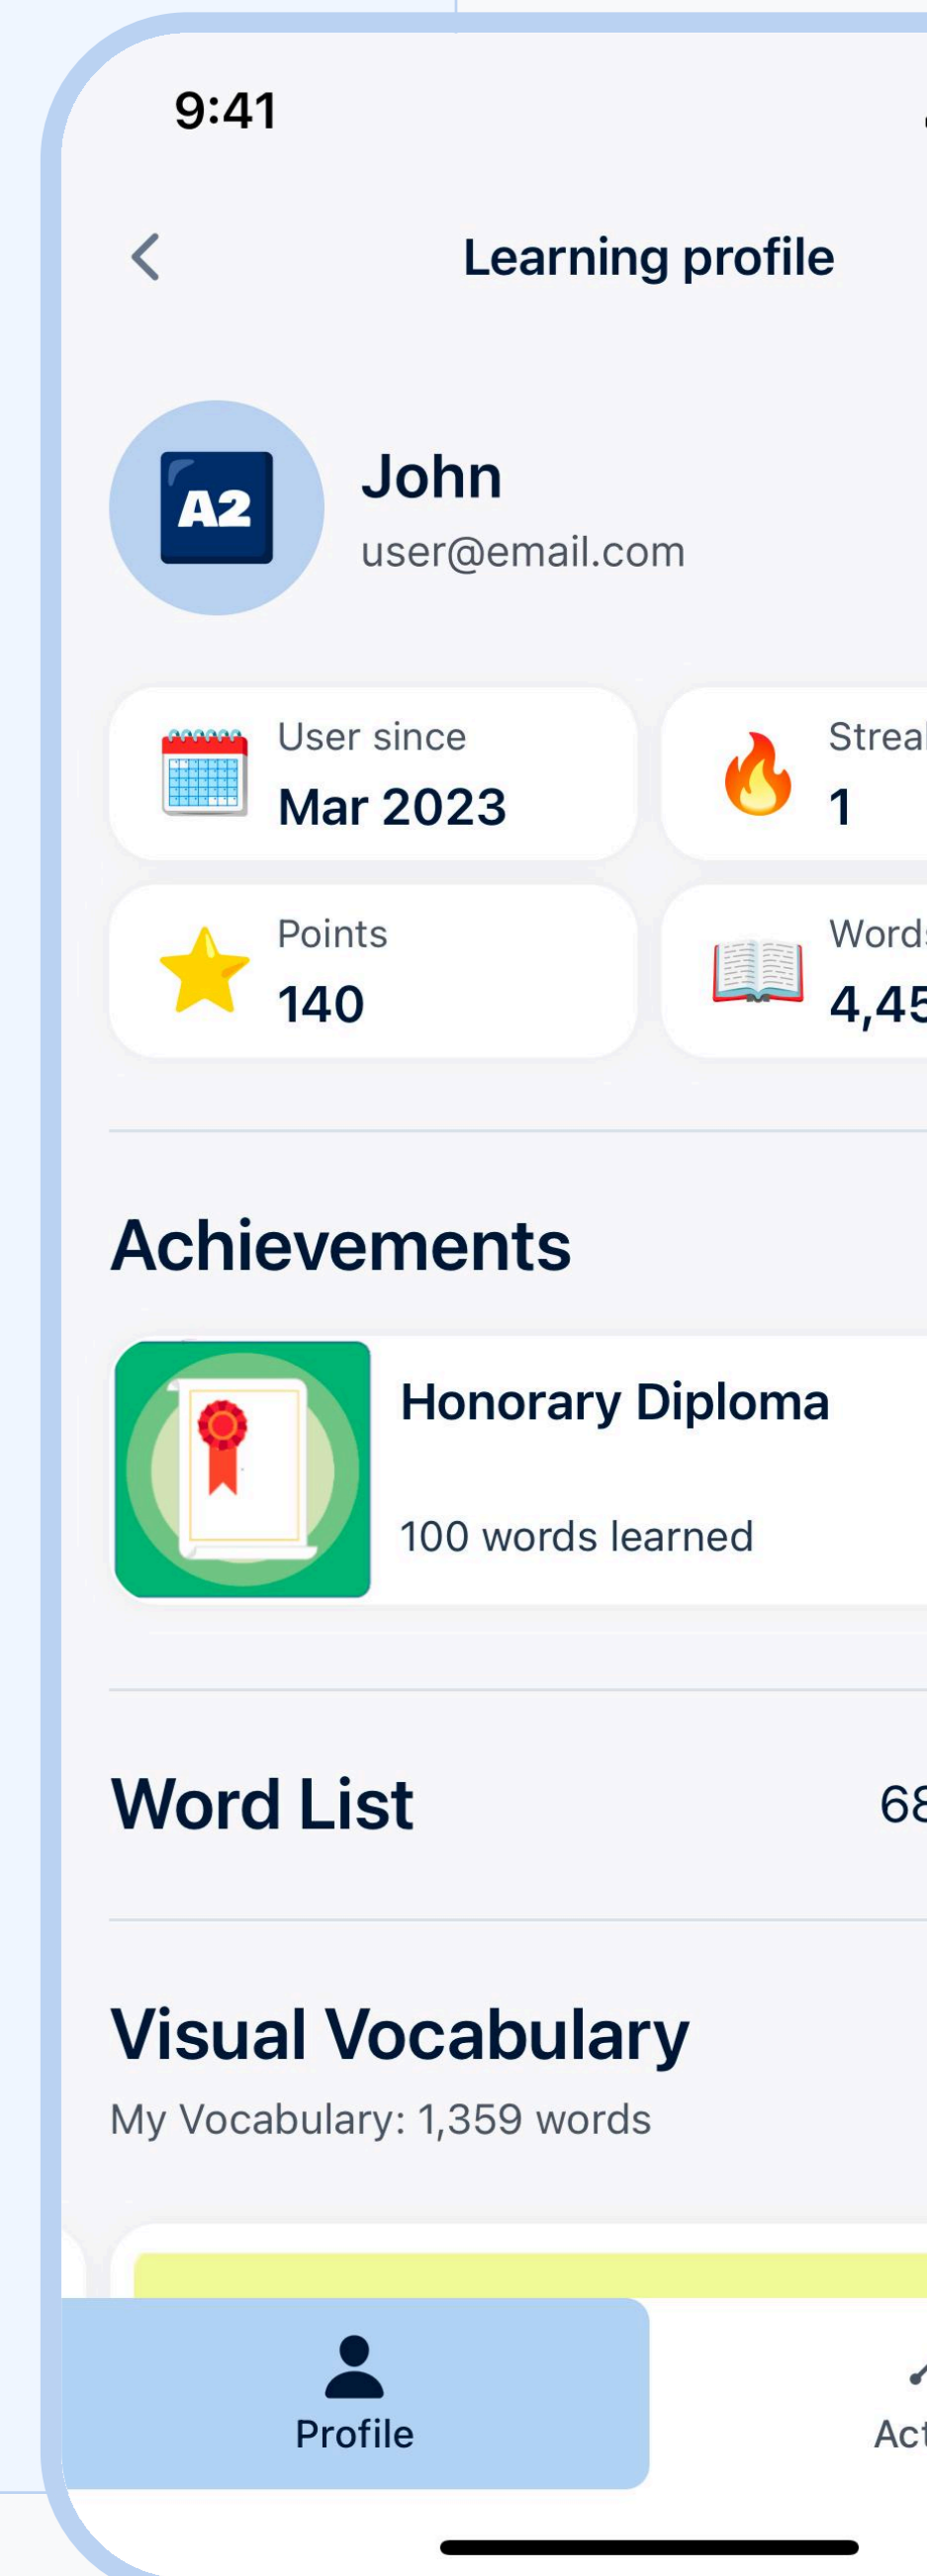 9:41
Learning profile
A2
John
user@email.com
User since
Mar 2023
1
Points
140
Achievements
Honorary Diploma
100 words learned
Word List
Visual Vocabulary
My Vocabulary: 1,359 words
Profile